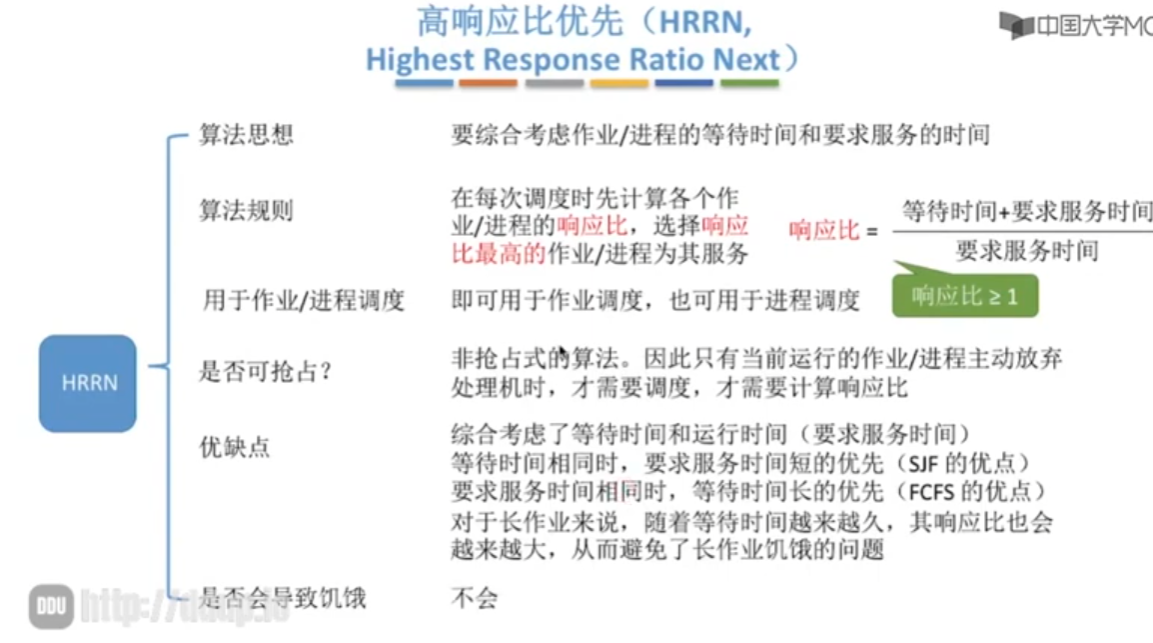 高响应比优先（HRRN,
Highest Response Ratio Next）
中国大学MO
算法思想
要综合考虑作业/进程的等待时间和要求服务的时间
算法规则
在每次调度时先计算各个作
业/进程的响应比，选择响应
比最高的作业/进程为其服务
响应比 =
等待时间+要求服务时间
要求服务时间
响应比 ≥ 1
用于作业/进程调度
即可用于作业调度，也可用于进程调度
HRRN
是否可抢占？
非抢占式的算法。因此只有当前运行的作业/进程主动放弃
处理机时，才需要调度，才需要计算响应比
优缺点
综合考虑了等待时间和运行时间（要求服务时间）
等待时间相同时，要求服务时间短的优先（SJF 的优点）
要求服务时间相同时，等待时间长的优先（FCFS 的优点）
对于长作业来说，随着等待时间越来越久，其响应比也会
越来越大，从而避免了长作业饥饿的问题
是否会导致饥饿
不会
DDU